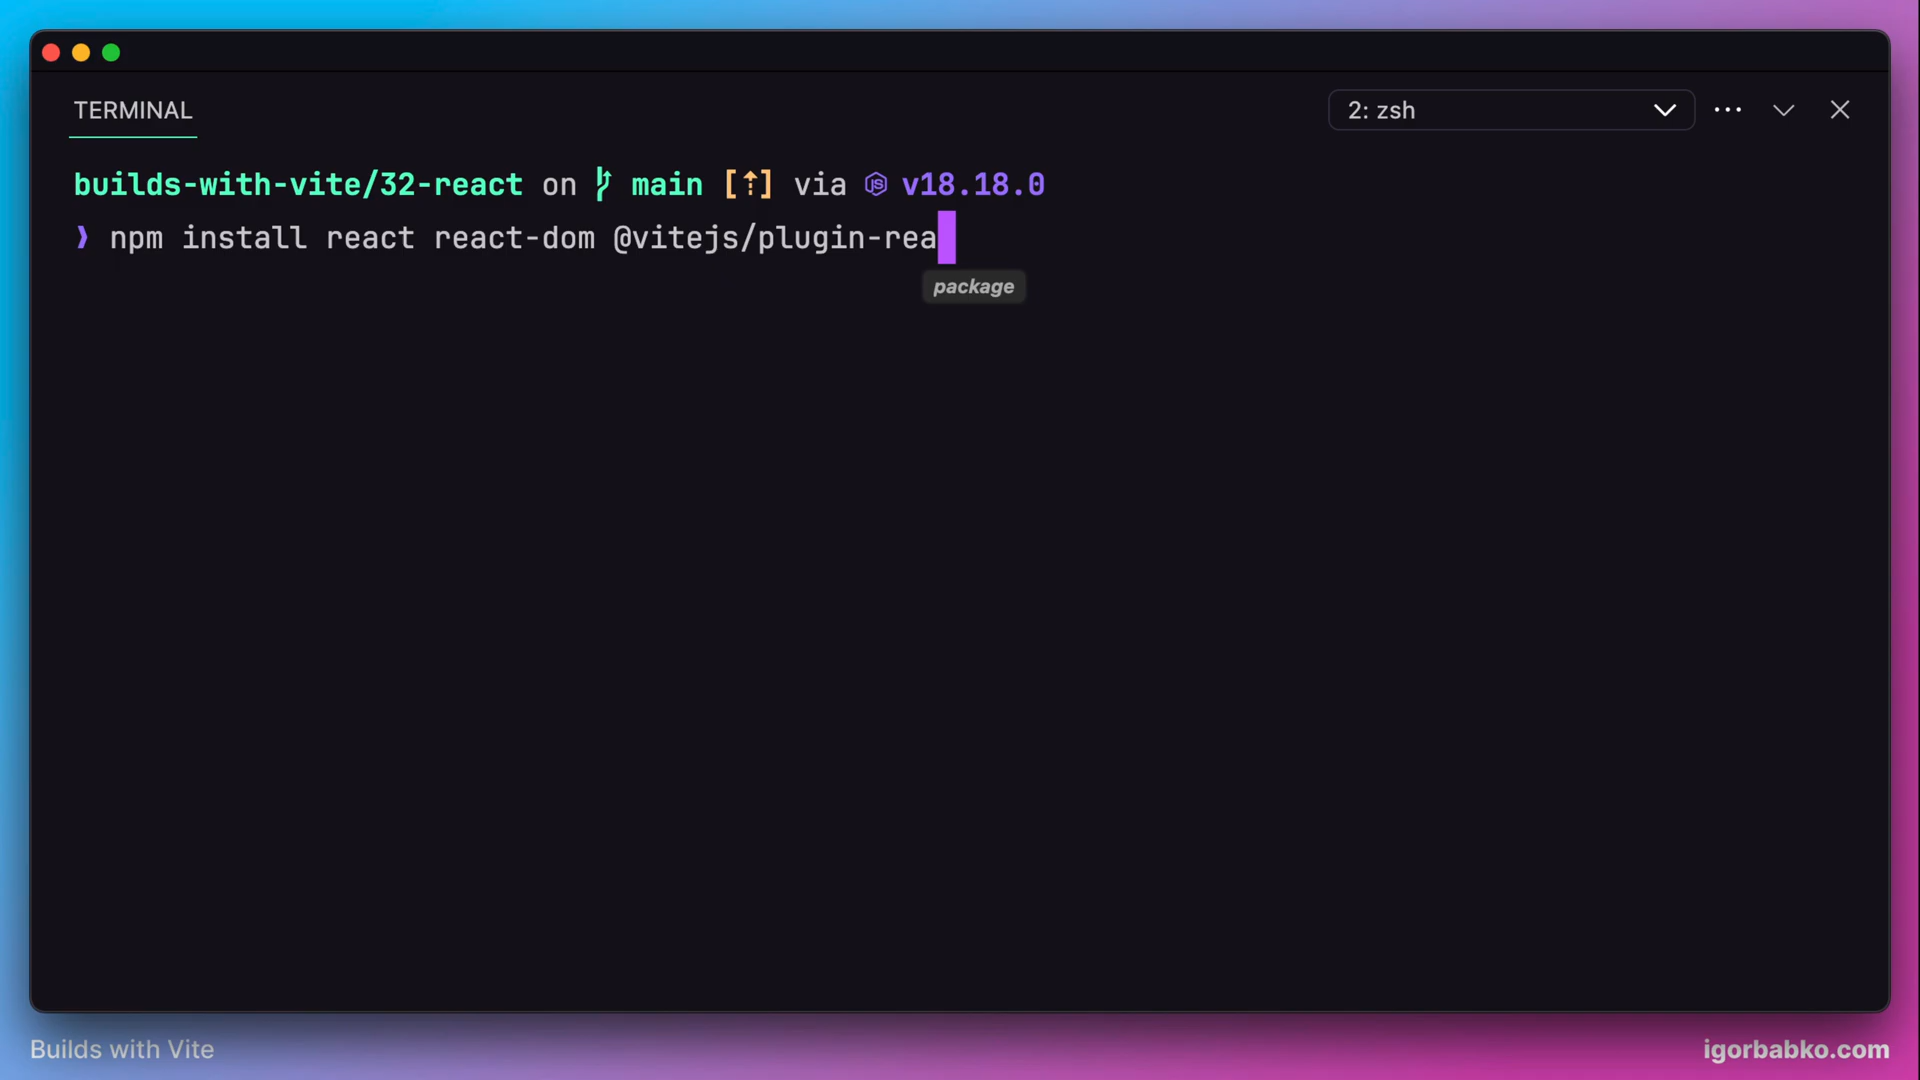 TERMINAL
2: zsh
builds-with-vite/32-react on main [⇡] via v18.18.0
❯ npm install react react-dom @vitejs/plugin-rea
package
Builds with Vite
igorbabko.com